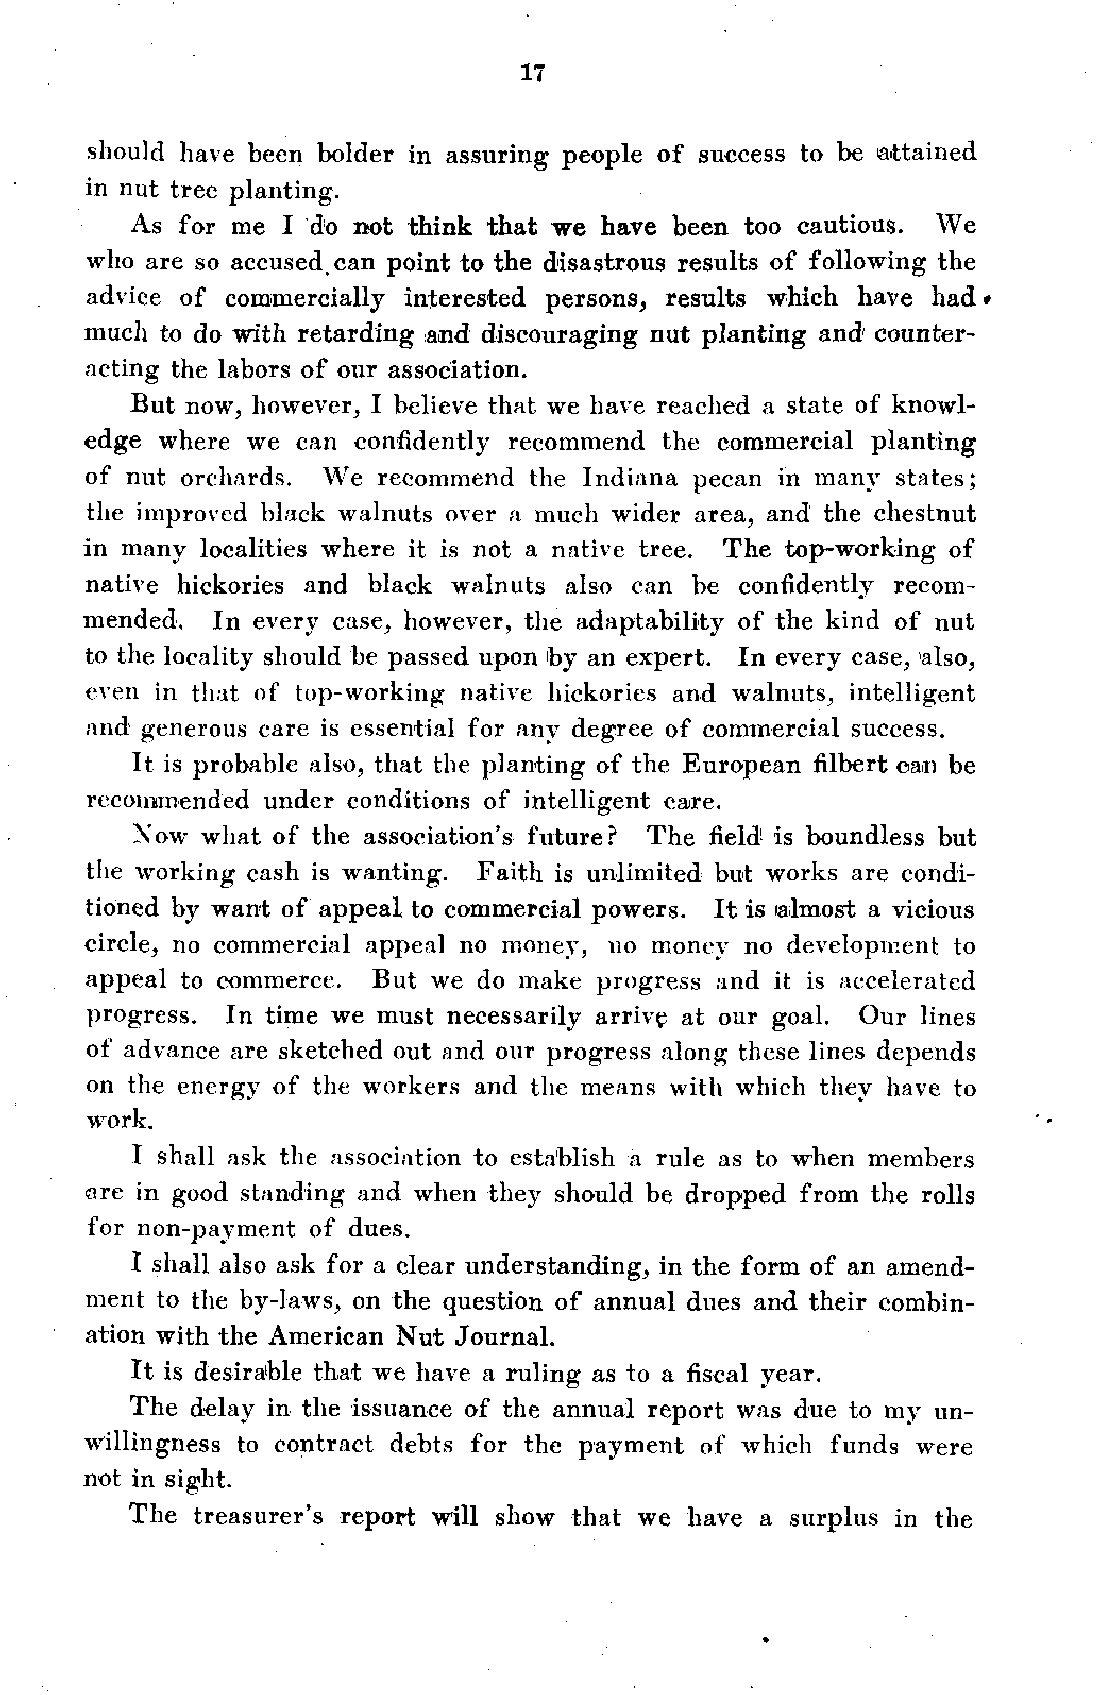 17
should have been bolder in assuring people of success to be attained
in nut tree planting.
As for me I do not think that we have been too cautious. We
who are so accused can point to the disastrous results of following the
advice of commercially interested persons, results which have had
much to do with retarding and discouraging nut planting and counter-
acting the labors of our association.
But now, however, I believe that we have reached a state of knowl-
edge where we can confidently recommend the commercial planting
of nut orchards. We recommend the Indiana pecan in many states;
the improved black walnuts over a much wider area, and the chestnut
in many localities where it is not a native tree. The top-working of
native hickories and black walnuts also can be confidently recom-
mended. In every case, however, the adaptability of the kind of nut
to the locality should be passed upon by an expert. In every case, also,
even in that of top-working native hickories and walnuts, intelligent
and generous care is essential for any degree of commercial success.
It is probable also, that the planting of the European filbert can be
recommended under conditions of intelligent care.
Now what of the association's future? The field is boundless but
the working cash is wanting. Faith is unlimited but works are condi-
tioned by want of appeal to commercial powers. It is almost a vicious
circle, no commercial appeal no money, no money no development to
appeal to commerce. But we do make progress and it is accelerated
progress. In time we must necessarily arrive at our goal. Our lines
of advance are sketched out and our progress along these lines depends
on the energy of the workers and the means with which they have to
work.
I shall ask the association to establish a rule as to when members
are in good standing and when they should be dropped from the rolls
for non-payment of dues.
I shall also ask for a clear understanding, in the form of an amend-
ment to the by-laws, on the question of annual dues and their combin-
ation with the American Nut Journal.
It is desirable that we have a ruling as to a fiscal year.
The delay in the issuance of the annual report was due to my un-
willingness to contract debts for the payment of which funds were
not in sight.
The treasurer's report will show that we have a surplus in the